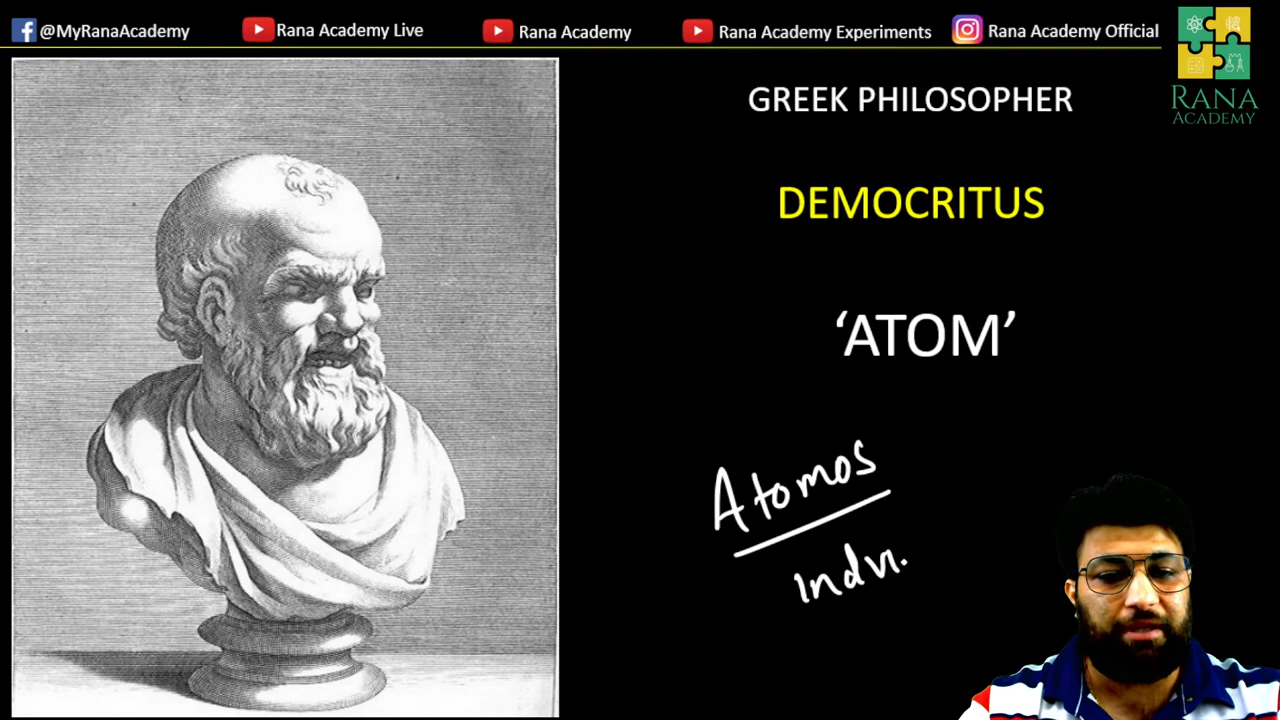 @MyRanaAcademy
Rana Academy Live
Rana Academy
Rana Academy Experiments
Rana Academy Official
RANA
ACADEMY
GREEK PHILOSOPHER
DEMOCRITUS
‘ATOM’
Atomos
indvi.